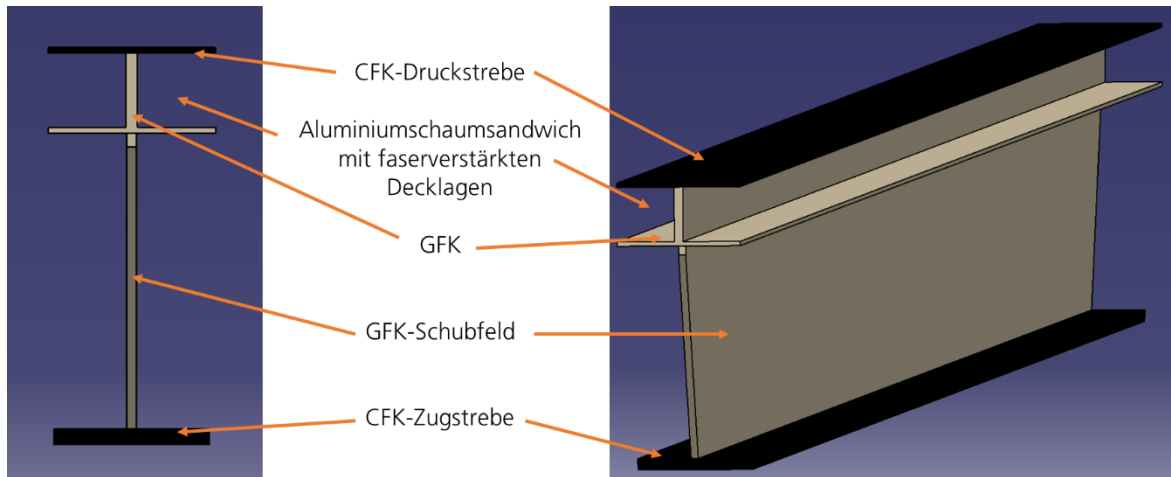 CFK-Druckstrebe
Aluminiumschaumsandwich
mit faserverstärkten
Decklagen
GFK
GFK-Schubfeld
CFK-Zugstrebe